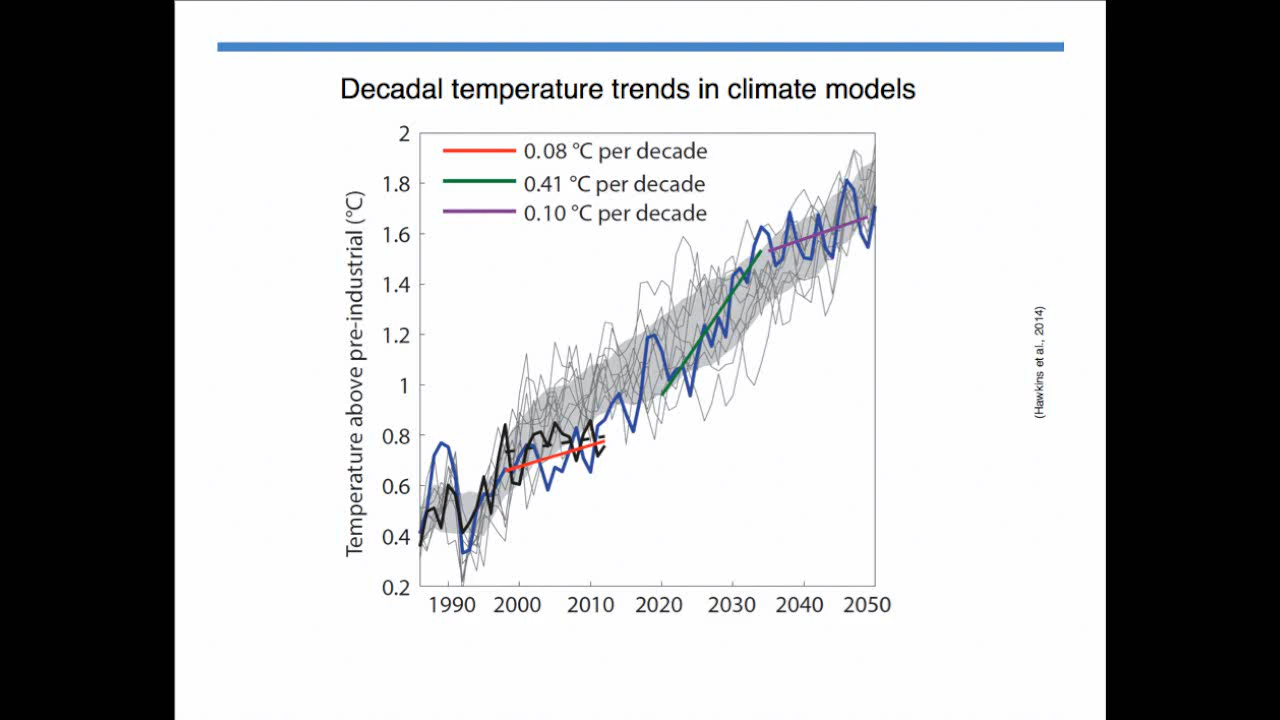 Decadal temperature trends in climate models
0.08 °C per decade
0.41 °C per decade
0.10 °C per decade
Temperature above pre-industrial (°C)
2
1.8
1.6
1.4
1.2
1
0.8
0.6
0.4
0.2
1990 2000 2010 2020 2030 2040 2050
(Hawkins et al., 2014)